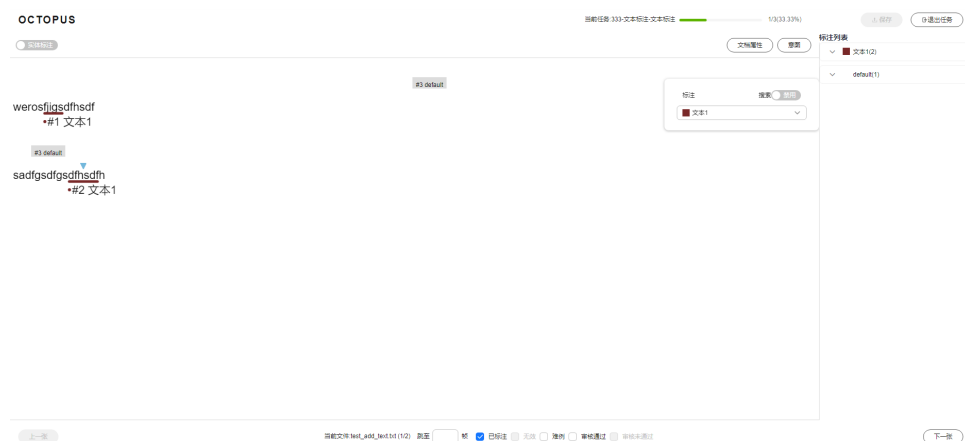 OCTOPUS
当前任务:333-文本标注-文本标注
1/3(33.33%)
保存
退出任务
实体标注
文档属性
意图
标注列表
文本1(2)
default(1)
#3 default
标注
搜索
禁用
文本1
werosfjigsdfhsdf
•#1 文本1
#3 default
sadfgsdfgsdfhsdfh
•#2 文本1
上一张
当前文件:test_add_text.txt (1/2)
跳至
帧
已标注
无效
难例
审核通过
审核未通过
下一张